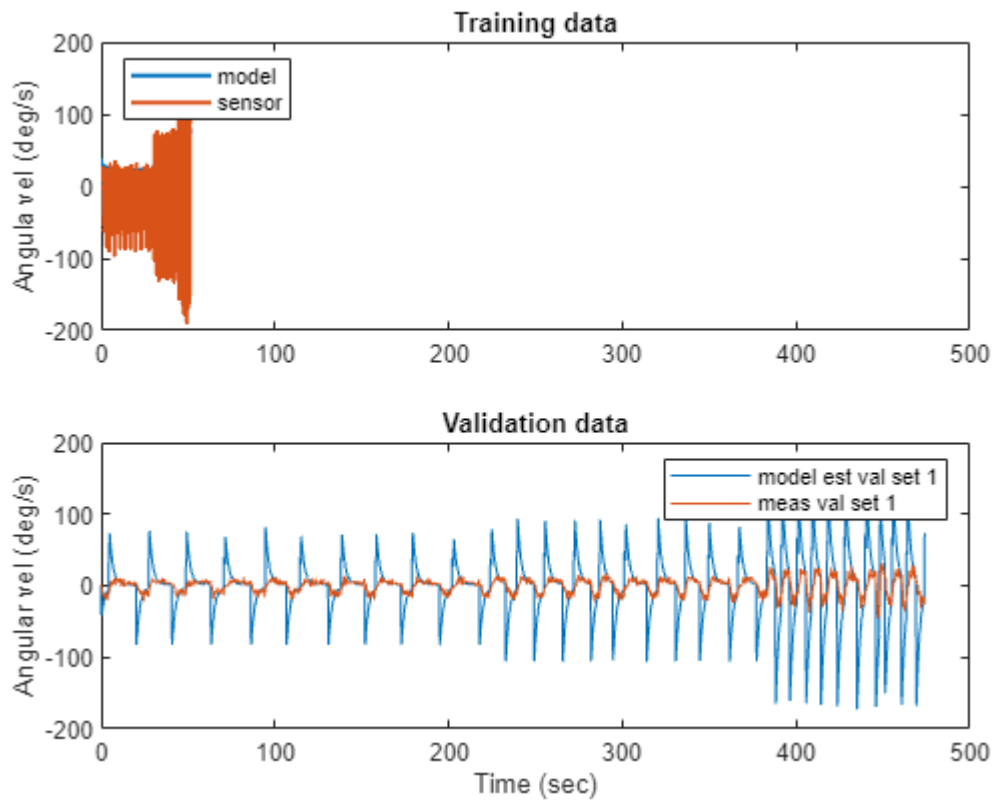 Training data
200
100
0
-100
-200
Angula vel (deg/s)
model
sensor
0 100 200 300 400 500
Validation data
200
100
0
-100
-200
Angular vel (deg/s)
model est val set 1
meas val set 1
0 100 200 300 400 500
Time (sec)